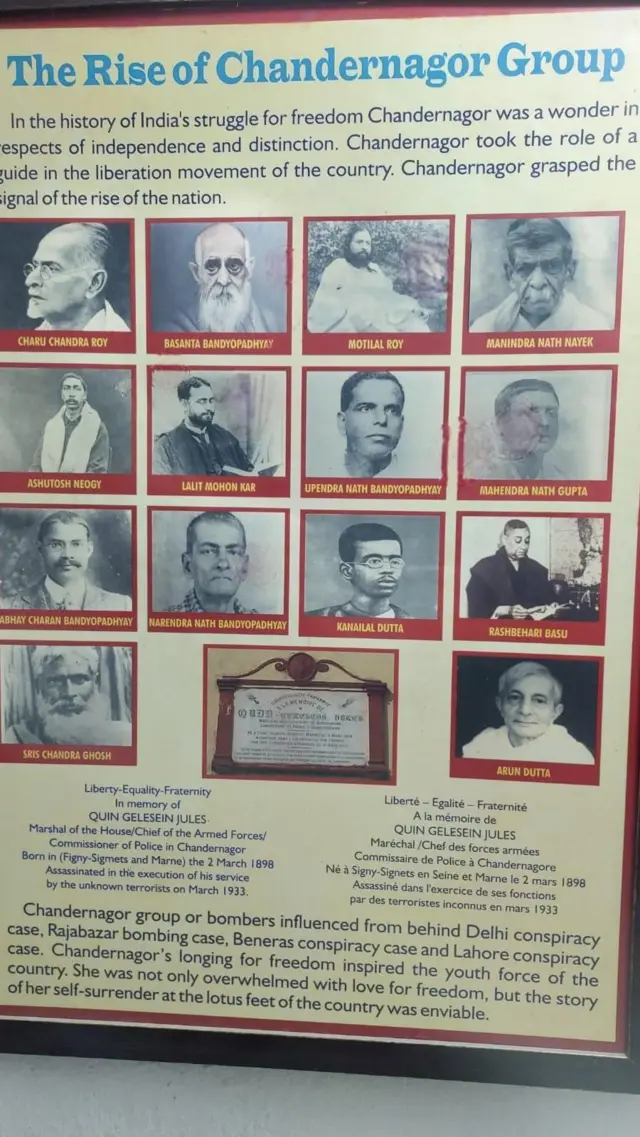 The Rise of Chandernagor Group
In the history of India's struggle for freedom Chandernagor was a wonder in
respects of independence and distinction. Chandernagor took the role of a
guide in the liberation movement of the country. Chandernagor grasped the
signal of the rise of the nation.
CHARU CHANDRA ROY
BASANTA BANDYOPADHYAY
MOTILAL ROY
MANINDRA NATH NAYEK
ASHUTOSH NEOGY
LALIT MOHON KAR
UPENDRA NATH BANDYOPADHYAY
MAHENDRA NATH GUPTA
ABHAY CHARAN BANDYOPADHYAY
NARENDRA NATH BANDYOPADHYAY
KANAILAL DUTTA
RASHBEHARI BASU
SRIS CHANDRA GHOSH
A LA MEMOIRE DE
QUIN
JULES
ARUN DUTTA
Liberty-Equality-Fraternity
In memory of
QUIN GELESEIN JULES
Marshal of the House/Chief of the Armed Forces/
Commissioner of Police in Chandernagor
Born in (Figny-Sigmets and Marne) the 2 March 1898
Assassinated in the execution of his service
by the unknown terrorists on March 1933.
Liberté – Egalité – Fraternité
A la mémoire de
QUIN GELESEIN JULES
Maréchal /Chef des forces armées
Commissaire de Police à Chandernagore
Né à Signy-Signets en Seine et Marne le 2 mars 1898
Assassiné dans l'exercice de ses fonctions
par des terroristes inconnus en mars 1933
Chandernagor group or bombers influenced from behind Delhi conspiracy
case, Rajabazar bombing case, Beneras conspiracy case and Lahore conspiracy
case. Chandernagor's longing for freedom inspired the youth force of the
country. She was not only overwhelmed with love for freedom, but the story
of her self-surrender at the lotus feet of the country was enviable.